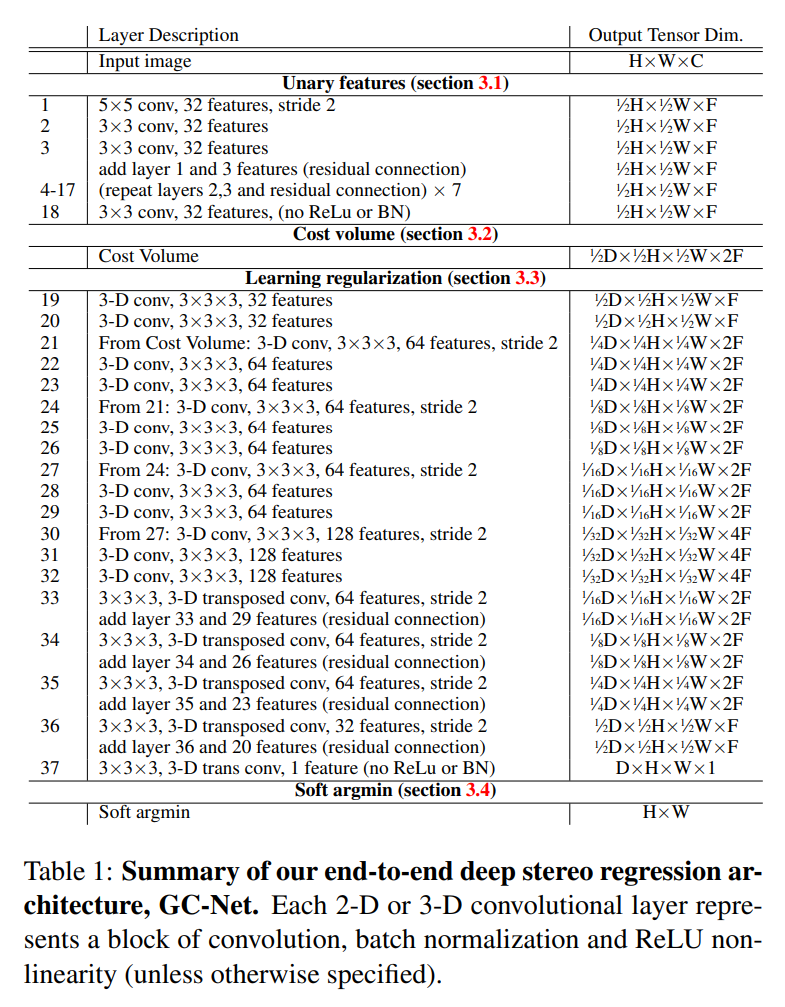 Layer Description Output Tensor Dim.
Input image H×W×C
Unary features (section 3.1)
1 5×5 conv, 32 features, stride 2 ½H×½W×F
2 3×3 conv, 32 features ½H×½W×F
3 3×3 conv, 32 features ½H×½W×F
add layer 1 and 3 features (residual connection) ½H×½W×F
4-17 (repeat layers 2,3 and residual connection) × 7 ½H×½W×F
18 3×3 conv, 32 features, (no ReLu or BN) ½H×½W×F
Cost volume (section 3.2)
Cost Volume ½D×½H×½W×2F
Learning regularization (section 3.3)
19 3-D conv, 3×3×3, 32 features ½D×½H×½W×F
20 3-D conv, 3×3×3, 32 features ½D×½H×½W×F
21 From Cost Volume: 3-D conv, 3×3×3, 64 features, stride 2 ¼D×¼H×¼W×2F
22 3-D conv, 3×3×3, 64 features ¼D×¼H×¼W×2F
23 3-D conv, 3×3×3, 64 features ¼D×¼H×¼W×2F
24 From 21: 3-D conv, 3×3×3, 64 features, stride 2 ⅛D×⅛H×⅛W×2F
25 3-D conv, 3×3×3, 64 features ⅛D×⅛H×⅛W×2F
26 3-D conv, 3×3×3, 64 features ⅛D×⅛H×⅛W×2F
27 From 24: 3-D conv, 3×3×3, 64 features, stride 2 1⁄16D×1⁄16H×1⁄16W×2F
28 3-D conv, 3×3×3, 64 features 1⁄16D×1⁄16H×1⁄16W×2F
29 3-D conv, 3×3×3, 64 features 1⁄16D×1⁄16H×1⁄16W×2F
30 From 27: 3-D conv, 3×3×3, 128 features, stride 2 1⁄32D×1⁄32H×1⁄32W×4F
31 3-D conv, 3×3×3, 128 features 1⁄32D×1⁄32H×1⁄32W×4F
32 3-D conv, 3×3×3, 128 features 1⁄32D×1⁄32H×1⁄32W×4F
33 3×3×3, 3-D transposed conv, 64 features, stride 2 1⁄16D×1⁄16H×1⁄16W×2F
add layer 33 and 29 features (residual connection) 1⁄16D×1⁄16H×1⁄16W×2F
34 3×3×3, 3-D transposed conv, 64 features, stride 2 ⅛D×⅛H×⅛W×2F
add layer 34 and 26 features (residual connection) ⅛D×⅛H×⅛W×2F
35 3×3×3, 3-D transposed conv, 64 features, stride 2 ¼D×¼H×¼W×2F
add layer 35 and 23 features (residual connection) ¼D×¼H×¼W×2F
36 3×3×3, 3-D transposed conv, 32 features, stride 2 ½D×½H×½W×F
add layer 36 and 20 features (residual connection) ½D×½H×½W×F
37 3×3×3, 3-D trans conv, 1 feature (no ReLu or BN) D×H×W×1
Soft argmin (section 3.4)
Soft argmin H×W
Table 1: Summary of our end-to-end deep stereo regression ar-
chitecture, GC-Net. Each 2-D or 3-D convolutional layer repre-
sents a block of convolution, batch normalization and ReLU non-
linearity (unless otherwise specified).